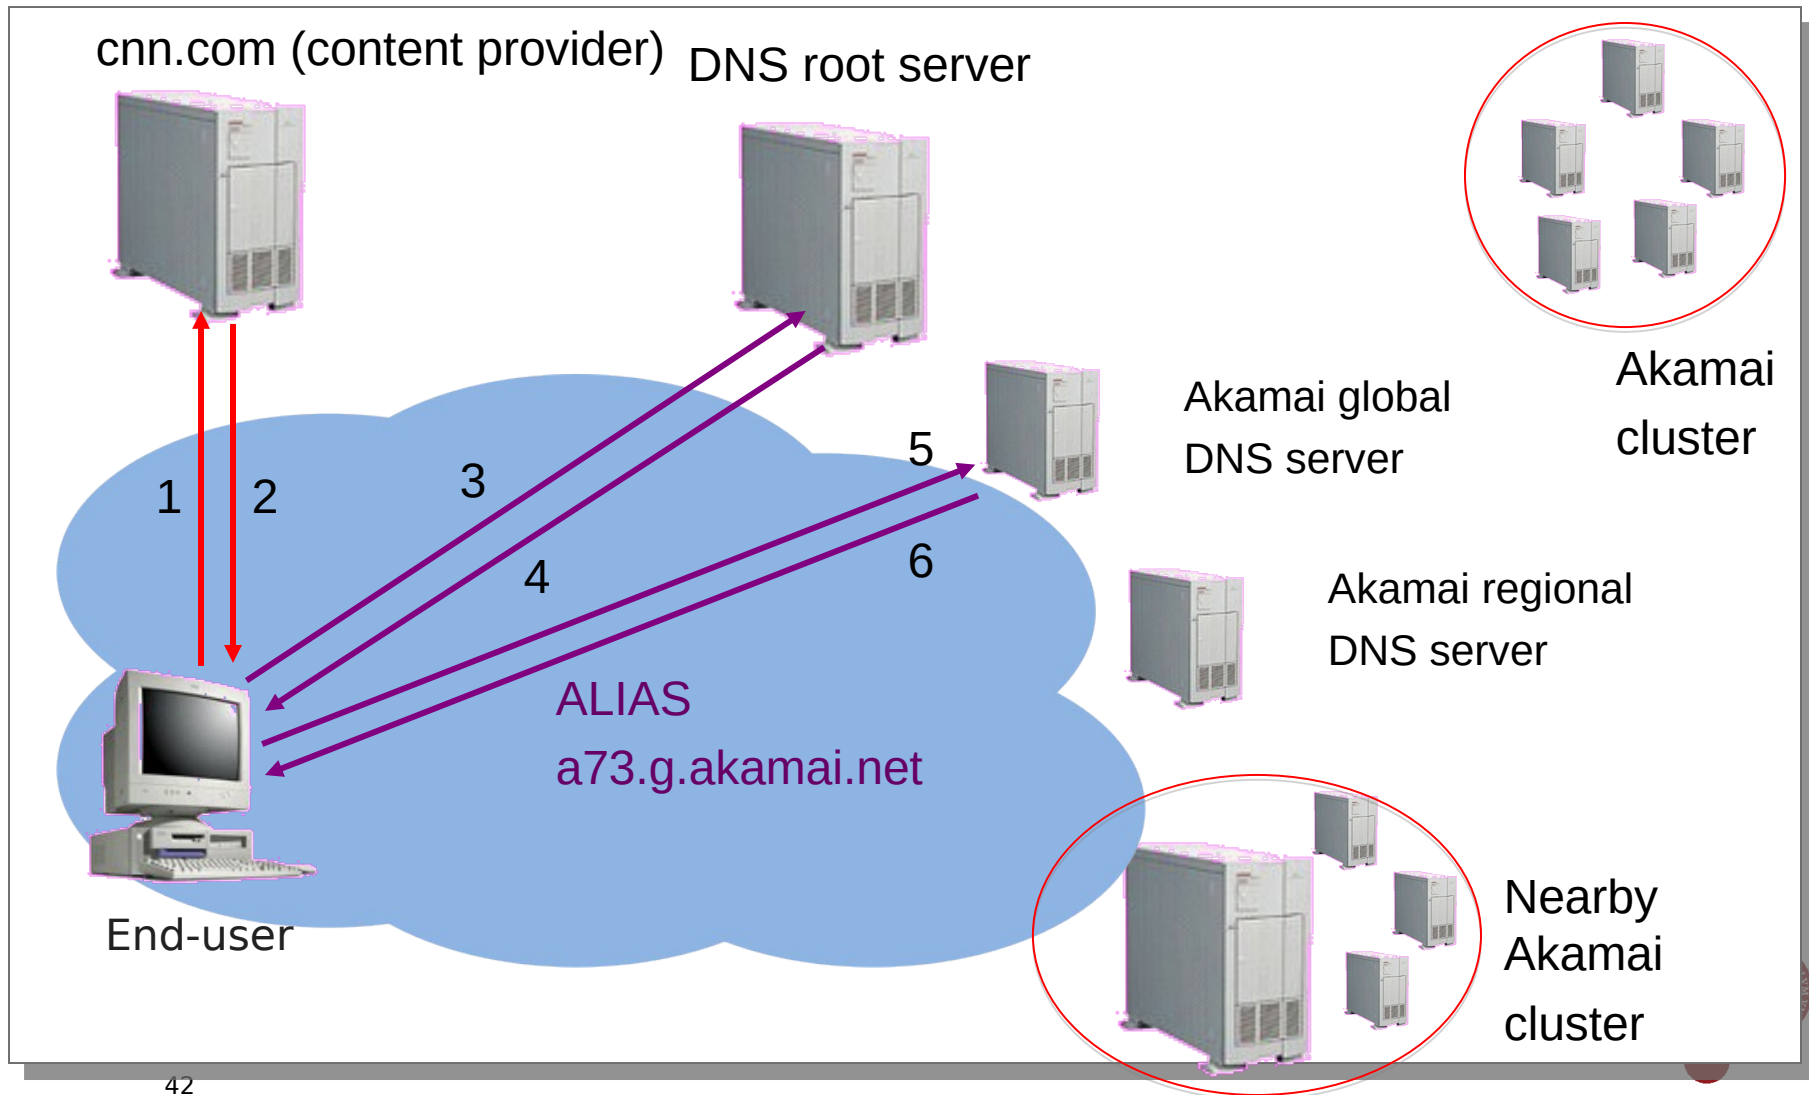 cnn.com (content provider)
DNS root server
Akamai
cluster
Akamai global
DNS server
5
3
1
2
6
4
Akamai regional
DNS server
ALIAS
a73.g.akamai.net
Nearby
Akamai
cluster
End-user
42